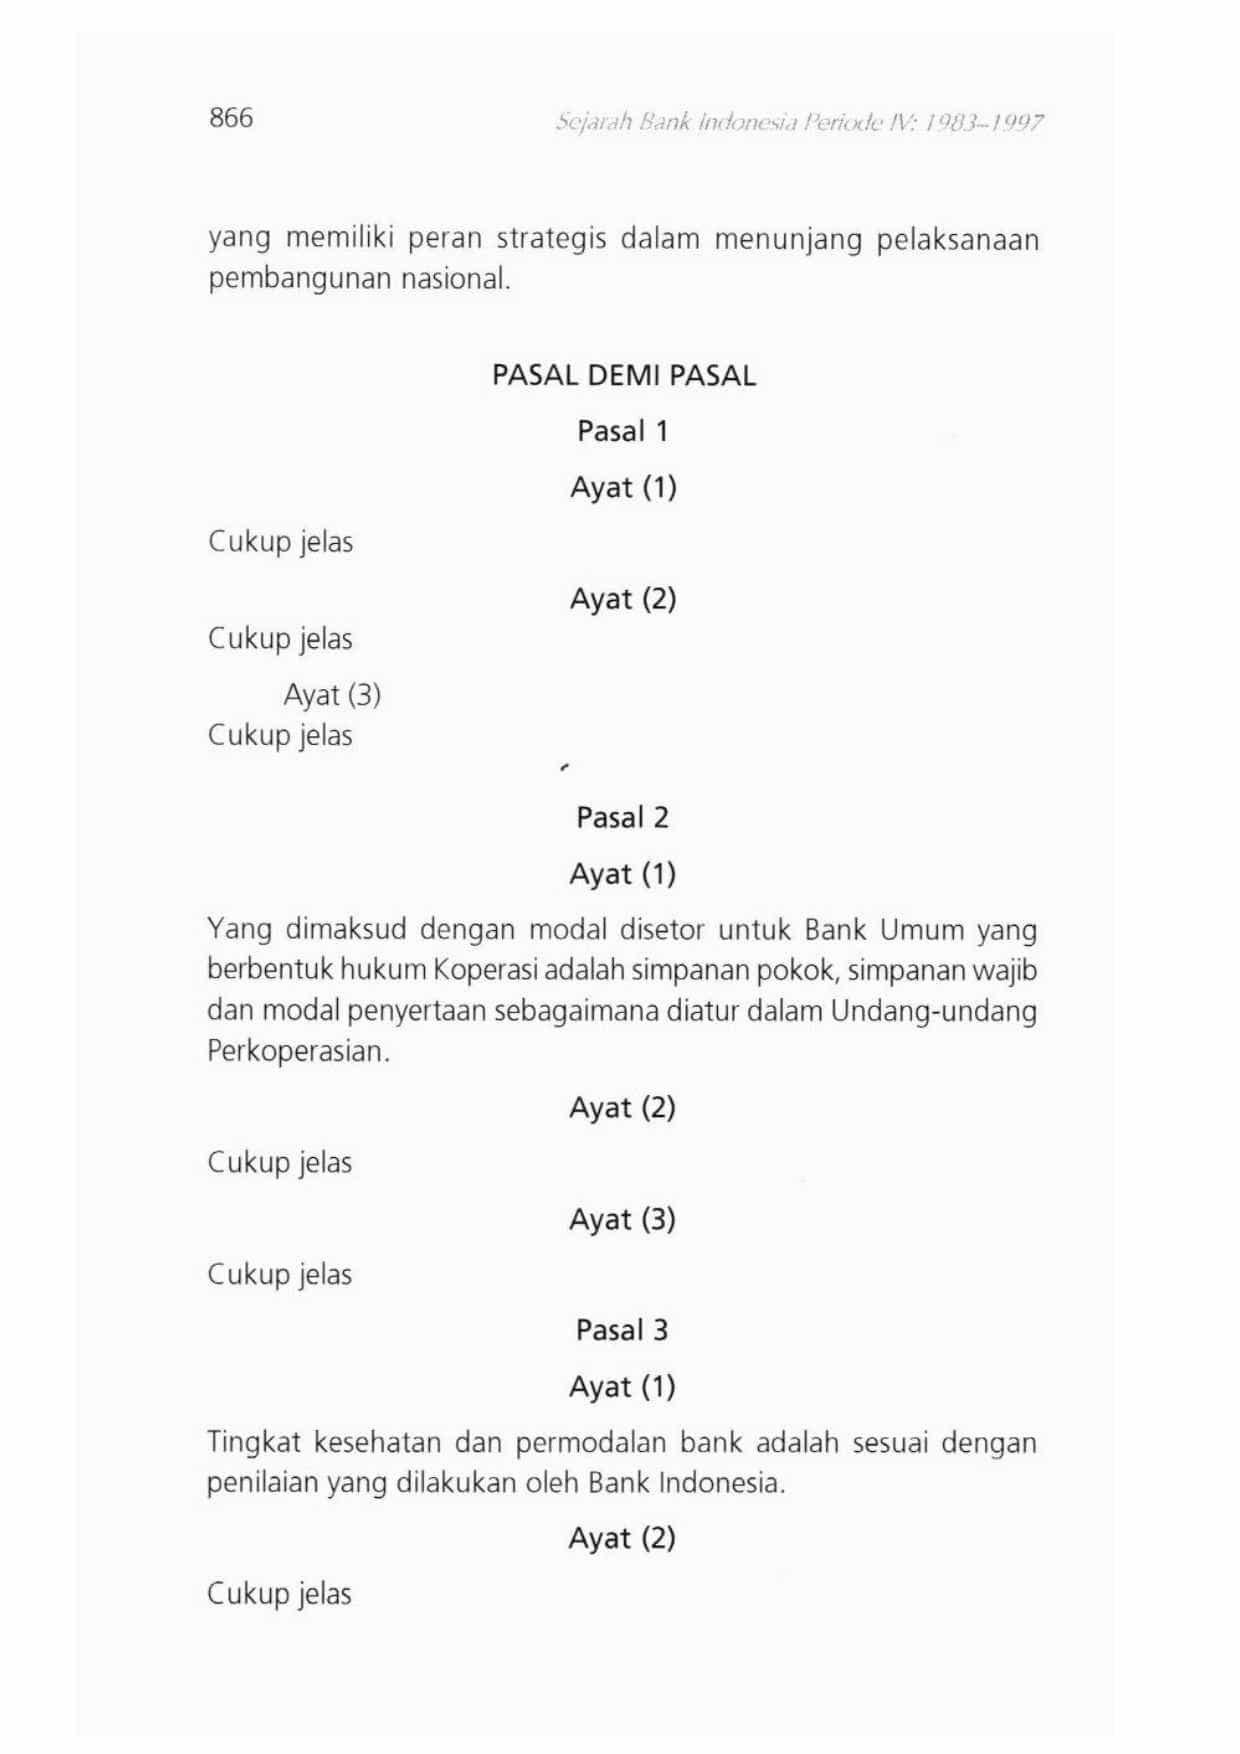 866
Sejarah Bank Indonesia Periode IV: 1983–1997
yang memiliki peran strategis dalam menunjang pelaksanaan
pembangunan nasional.
PASAL DEMI PASAL
Pasal 1
Ayat (1)
Cukup jelas
Ayat (2)
Cukup jelas
Ayat (3)
Cukup jelas
Pasal 2
Ayat (1)
Yang dimaksud dengan modal disetor untuk Bank Umum yang
berbentuk hukum Koperasi adalah simpanan pokok, simpanan wajib
dan modal penyertaan sebagaimana diatur dalam Undang-undang
Perkoperasian.
Ayat (2)
Cukup jelas
Ayat (3)
Cukup jelas
Pasal 3
Ayat (1)
Tingkat kesehatan dan permodalan bank adalah sesuai dengan
penilaian yang dilakukan oleh Bank Indonesia.
Ayat (2)
Cukup jelas